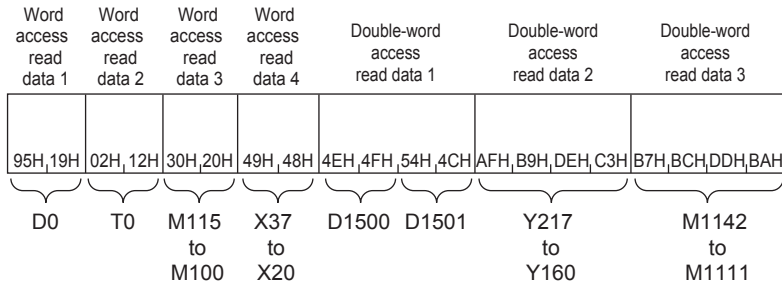 Word access read data 1
Word access read data 2
Word access read data 3
Word access read data 4
Double-word access read data 1
Double-word access read data 2
Double-word access read data 3
95H 19H 02H 12H 30H 20H 49H 48H 4EH 4FH 54H 4CH AFH B9H DEH C3H B7H BCH DDH BAH
D0
T0
M115 to M100
X37 to X20
D1500
D1501
Y217 to Y160
M1142 to M1111